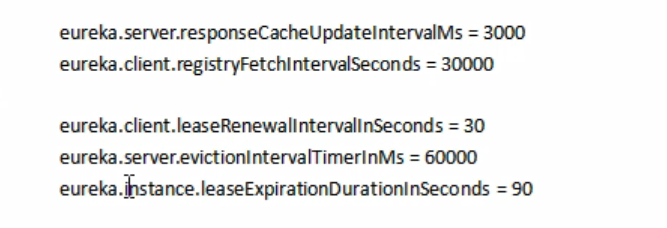 eureka.server.responseCacheUpdateIntervalMs = 3000
eureka.client.registryFetchIntervalSeconds = 30000
eureka.client.leaseRenewalIntervalInSeconds = 30
eureka.server.evictionIntervalTimerInMs = 60000
eureka.instance.leaseExpirationDurationInSeconds = 90